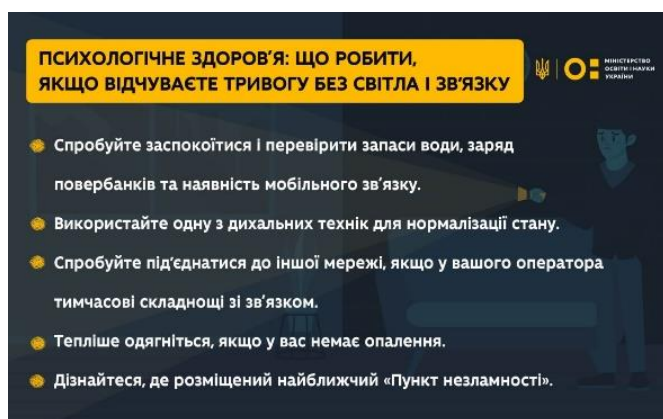 ПСИХОЛОГІЧНЕ ЗДОРОВ'Я: ЩО РОБИТИ,
ЯКЩО ВІДЧУВАЄТЕ ТРИВОГУ БЕЗ СВІТЛА І ЗВ'ЯЗКУ
МІНІСТЕРСТВО
ОСВІТИ І НАУКИ
УКРАЇНИ
Спробуйте заспокоїтися і перевірити запаси води, заряд
повербанків та наявність мобільного зв'язку.
Використайте одну з дихальних технік для нормалізації стану.
Спробуйте під'єднатися до іншої мережі, якщо у вашого оператора
тимчасові складнощі зі зв'язком.
Тепліше одягніться, якщо у вас немає опалення.
Дізнайтеся, де розміщений найближчий «Пункт незламності».